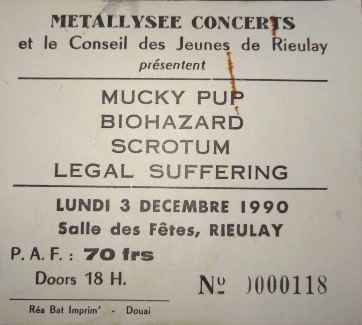 METALLYSEE CONCERTS
et le Conseil des Jeunes de Rieulay
présentent
MUCKY PUP
BIOHAZARD
SCROTUM
LEGAL SUFFERING
LUNDI 3 DECEMBRE 1990
Salle des Fêtes, RIEULAY
P. A. F. : 70 frs
Doors 18 H. Nº 0000118
Réa Bat Imprim' - Douai